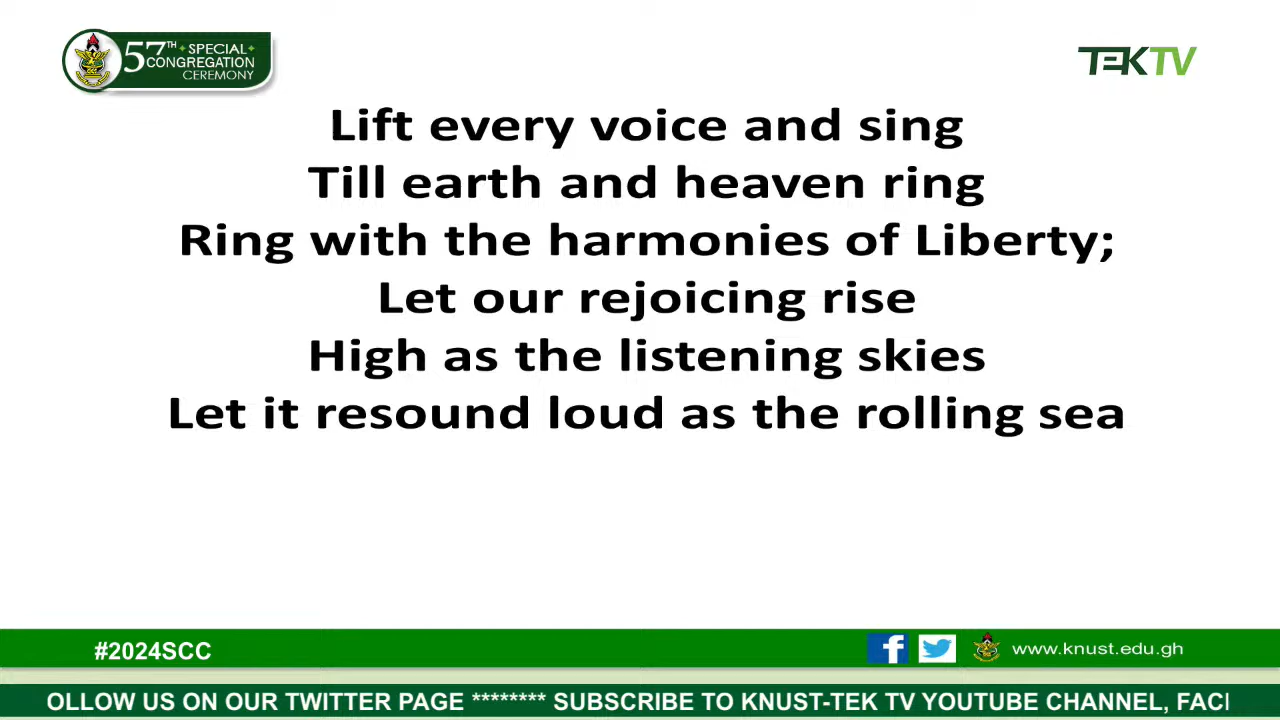 57TH SPECIAL
CONGREGATION
CEREMONY
TEKTV
Lift every voice and sing
Till earth and heaven ring
Ring with the harmonies of Liberty;
Let our rejoicing rise
High as the listening skies
Let it resound loud as the rolling sea
#2024SCC
www.knust.edu.gh
OLLOW US ON OUR TWITTER PAGE ******** SUBSCRIBE TO KNUST-TEK TV YOUTUBE CHANNEL, FACI